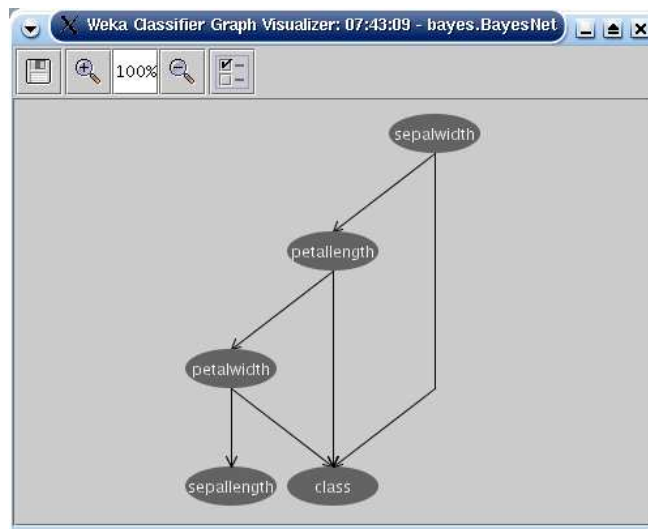 Weka Classifier Graph Visualizer: 07:43:09 - bayes.BayesNet
100%
sepalwidth
petallength
petalwidth
sepallength class